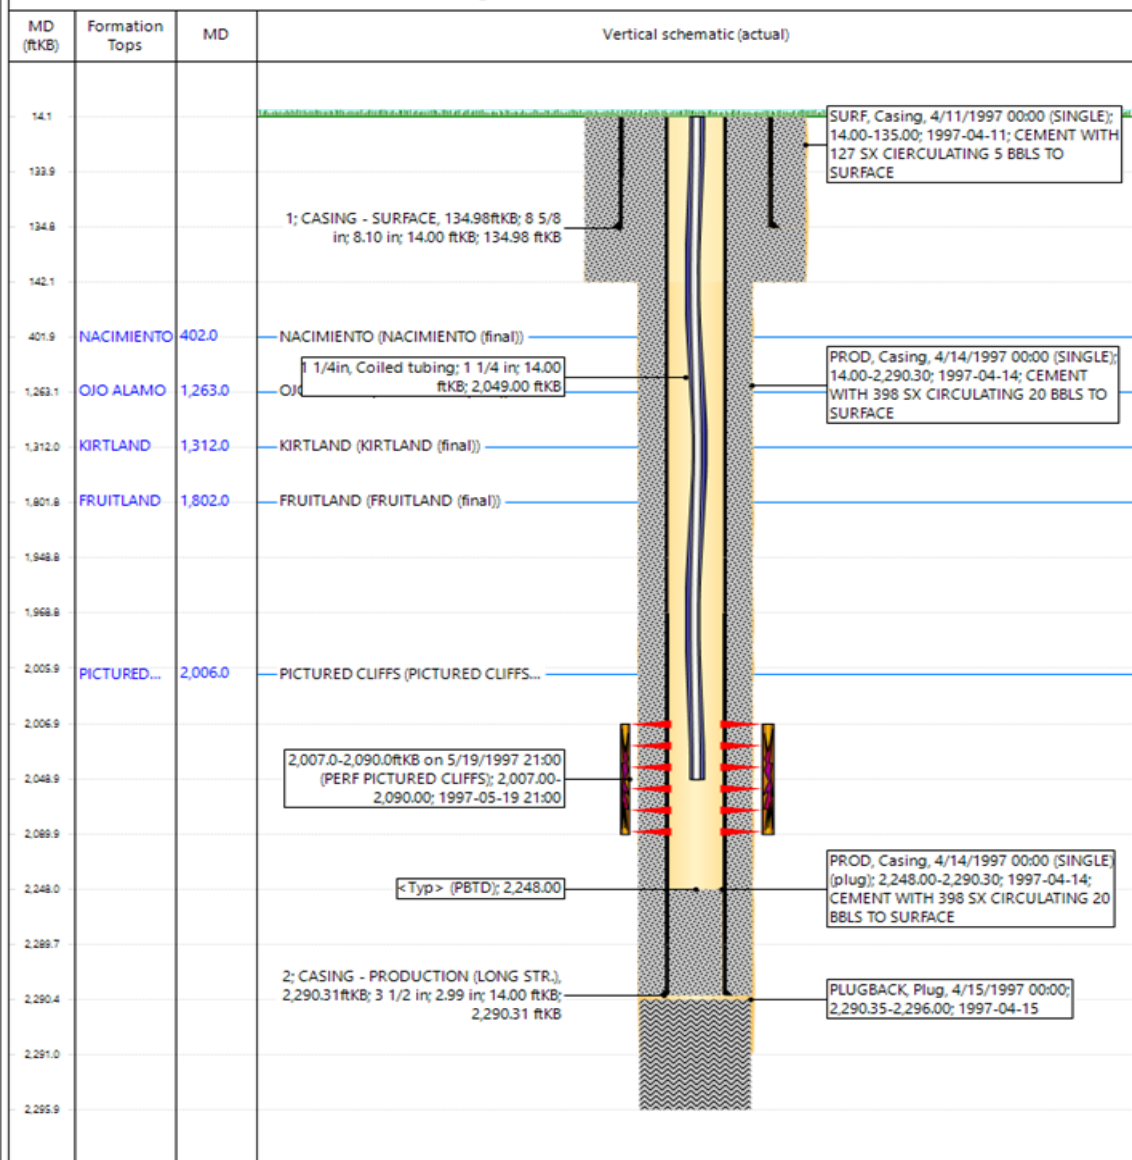 MD
(ftKB)
Formation
Tops
MD
Vertical schematic (actual)
14.1
SURF, Casing, 4/11/1997 00:00 (SINGLE);
14.00-135.00; 1997-04-11; CEMENT WITH
127 SX CIERCULATING 5 BBLS TO
SURFACE
133.9
1; CASING - SURFACE, 134.98ftKB; 8 5/8
in; 8.10 in; 14.00 ftKB; 134.98 ftKB
134.8
142.1
401.9
NACIMIENTO
402.0
NACIMIENTO (NACIMIENTO (final))
1 1/4in, Coiled tubing; 1 1/4 in; 14.00
ftKB; 2,049.00 ftKB
PROD, Casing, 4/14/1997 00:00 (SINGLE);
14.00-2,290.30; 1997-04-14; CEMENT
WITH 398 SX CIRCULATING 20 BBLS TO
SURFACE
1,263.1
OJO ALAMO
1,263.0
1,312.0
KIRTLAND
1,312.0
KIRTLAND (KIRTLAND (final))
1,801.8
FRUITLAND
1,802.0
FRUITLAND (FRUITLAND (final))
1,948.8
1,968.8
2,005.9
PICTURED...
2,006.0
PICTURED CLIFFS (PICTURED CLIFFS...
2,006.9
2,007.0-2,090.0ftKB on 5/19/1997 21:00
(PERF PICTURED CLIFFS); 2,007.00-
2,090.00; 1997-05-19 21:00
2,048.9
2,089.9
2,248.0
<Typ> (PBTD); 2,248.00
PROD, Casing, 4/14/1997 00:00 (SINGLE)
(plug); 2,248.00-2,290.30; 1997-04-14;
CEMENT WITH 398 SX CIRCULATING 20
BBLS TO SURFACE
2,289.7
2; CASING - PRODUCTION (LONG STR.),
2,290.31ftKB; 3 1/2 in; 2.99 in; 14.00 ftKB;
2,290.31 ftKB
2,290.4
PLUGBACK, Plug, 4/15/1997 00:00;
2,290.35-2,296.00; 1997-04-15
2,291.0
2,295.9